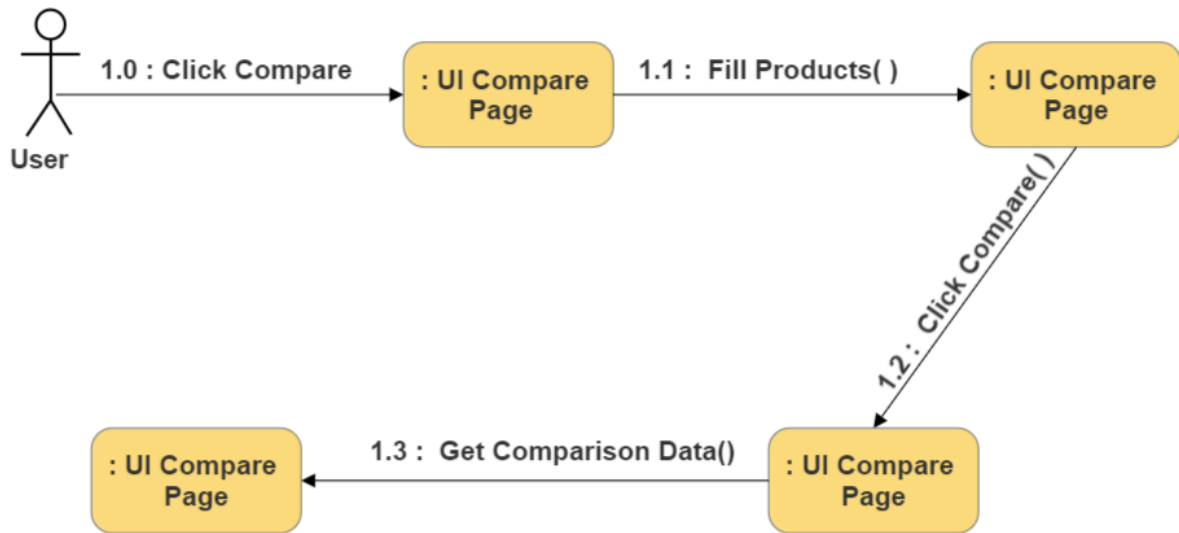 1.0 : Click Compare
: UI Compare
Page
1.1 :  Fill Products( )
: UI Compare
Page
User
1.2 :  Click Compare( )
: UI Compare
Page
1.3 :  Get Comparison Data()
: UI Compare
Page